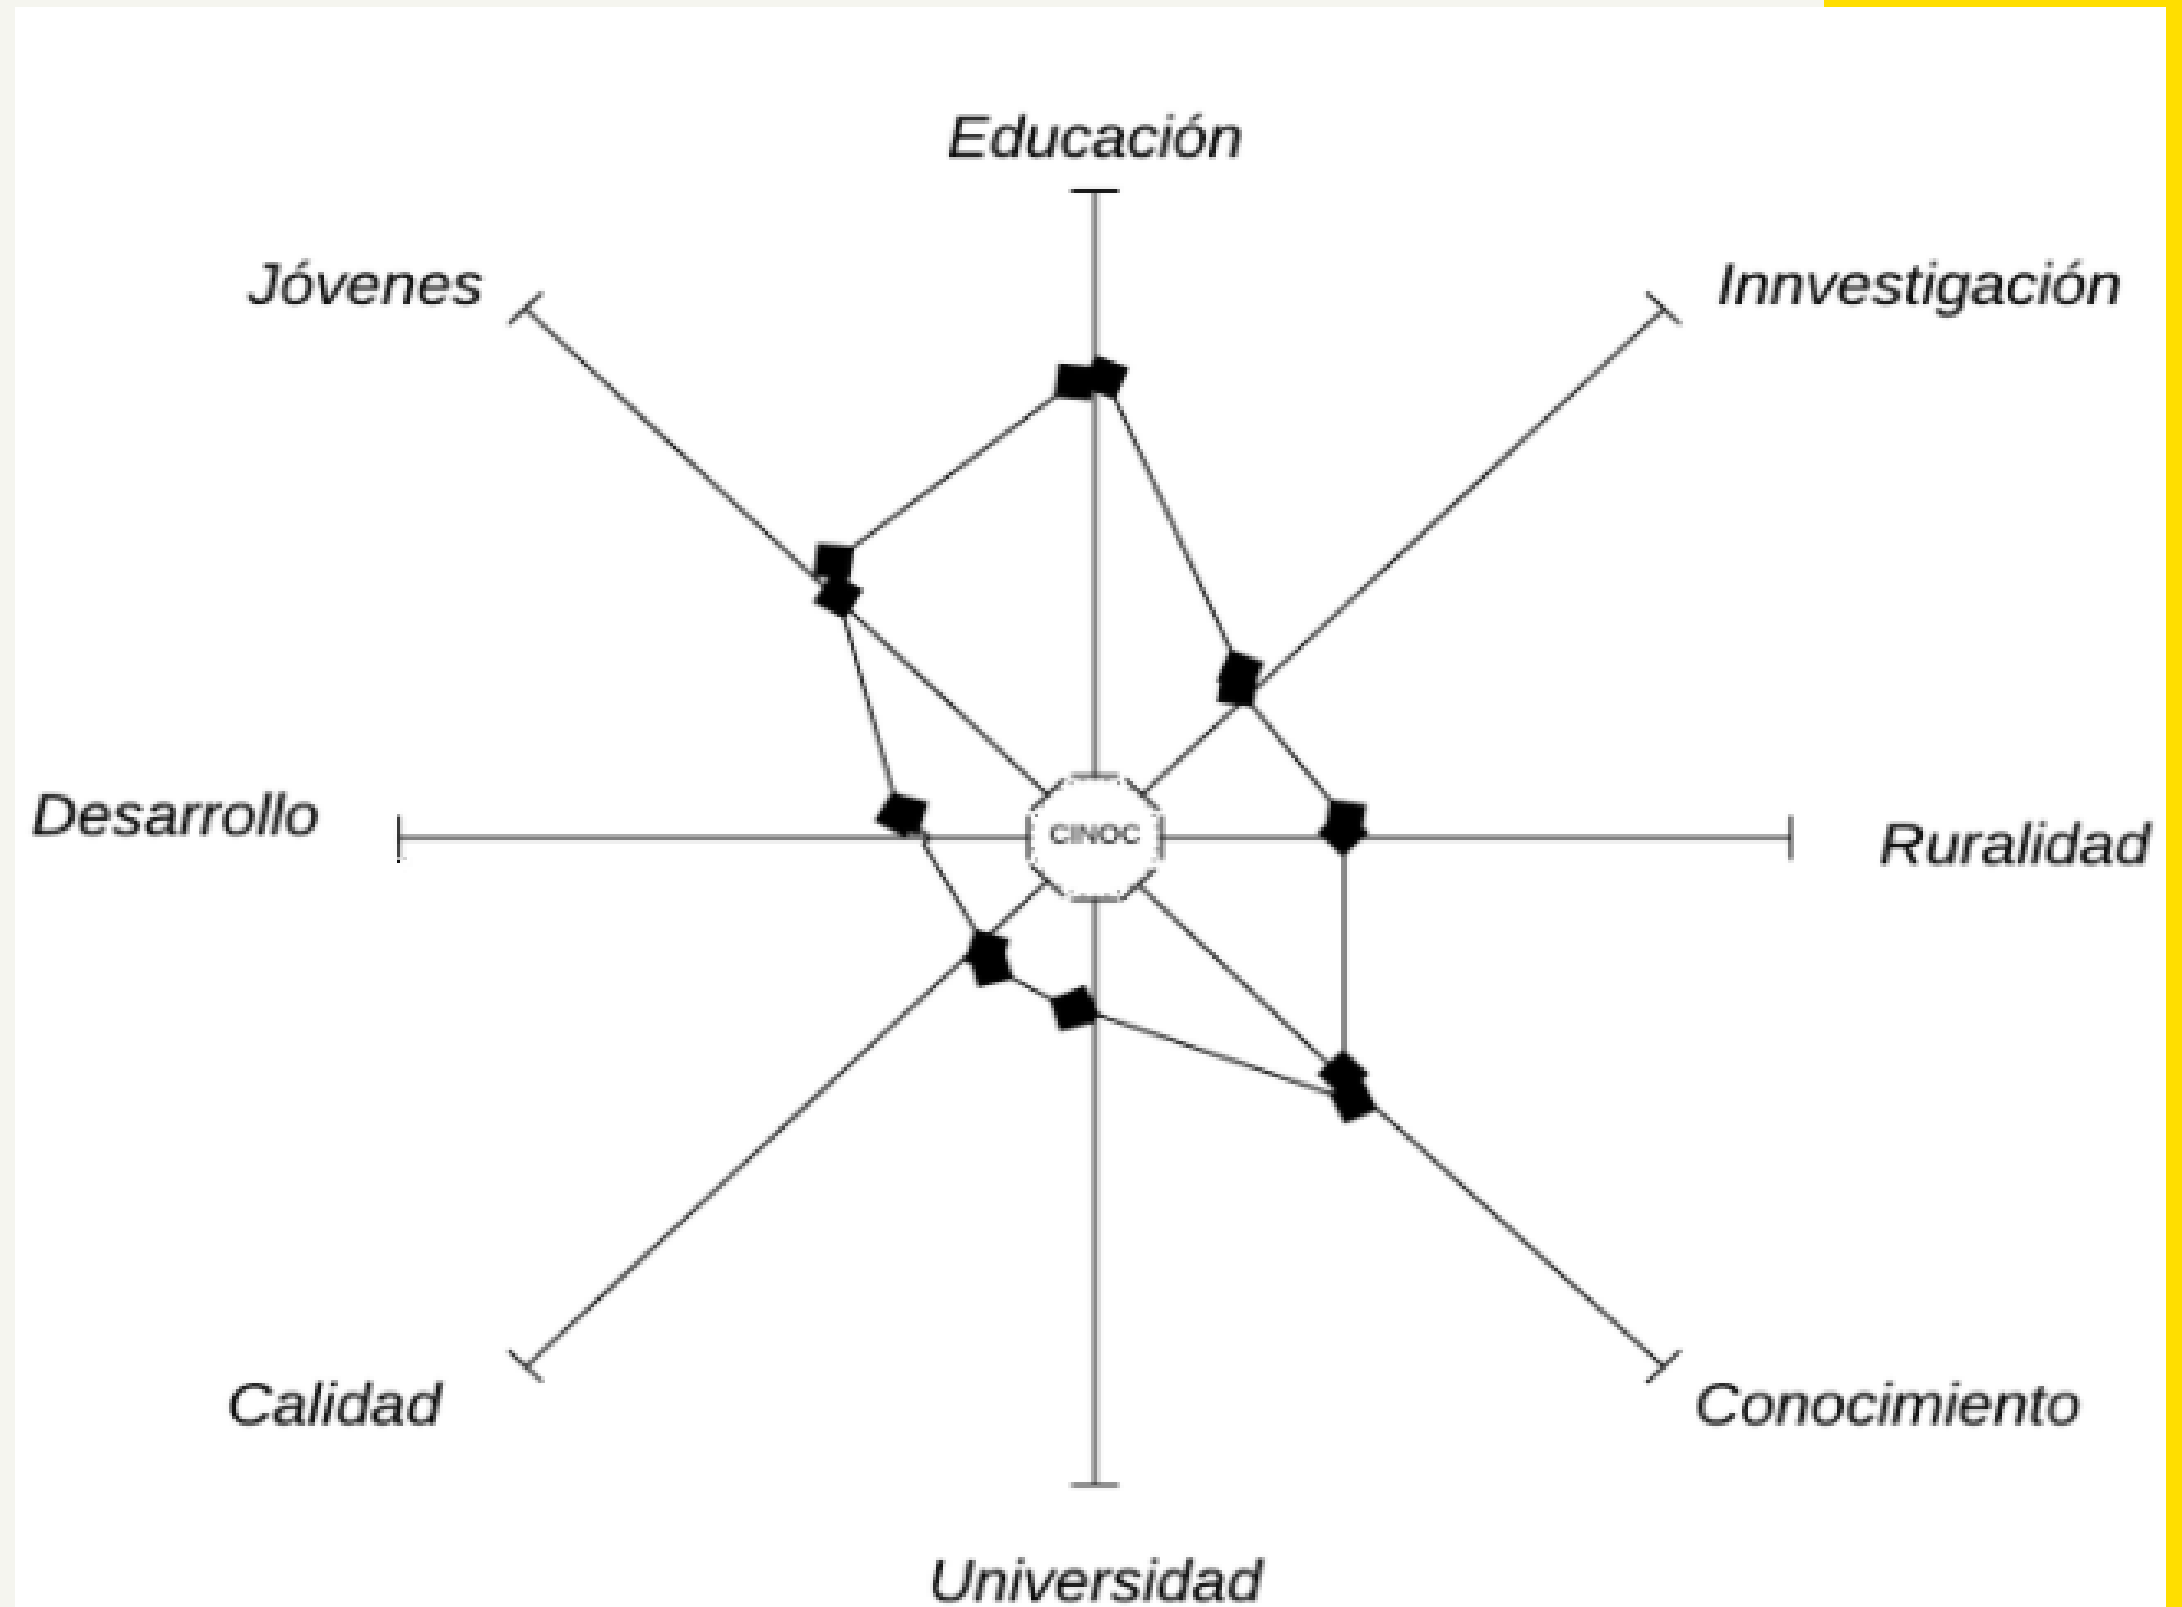 Educación
Jóvenes
Innvestigación
Desarrollo
CINOC
Ruralidad
Calidad
Conocimiento
Universidad